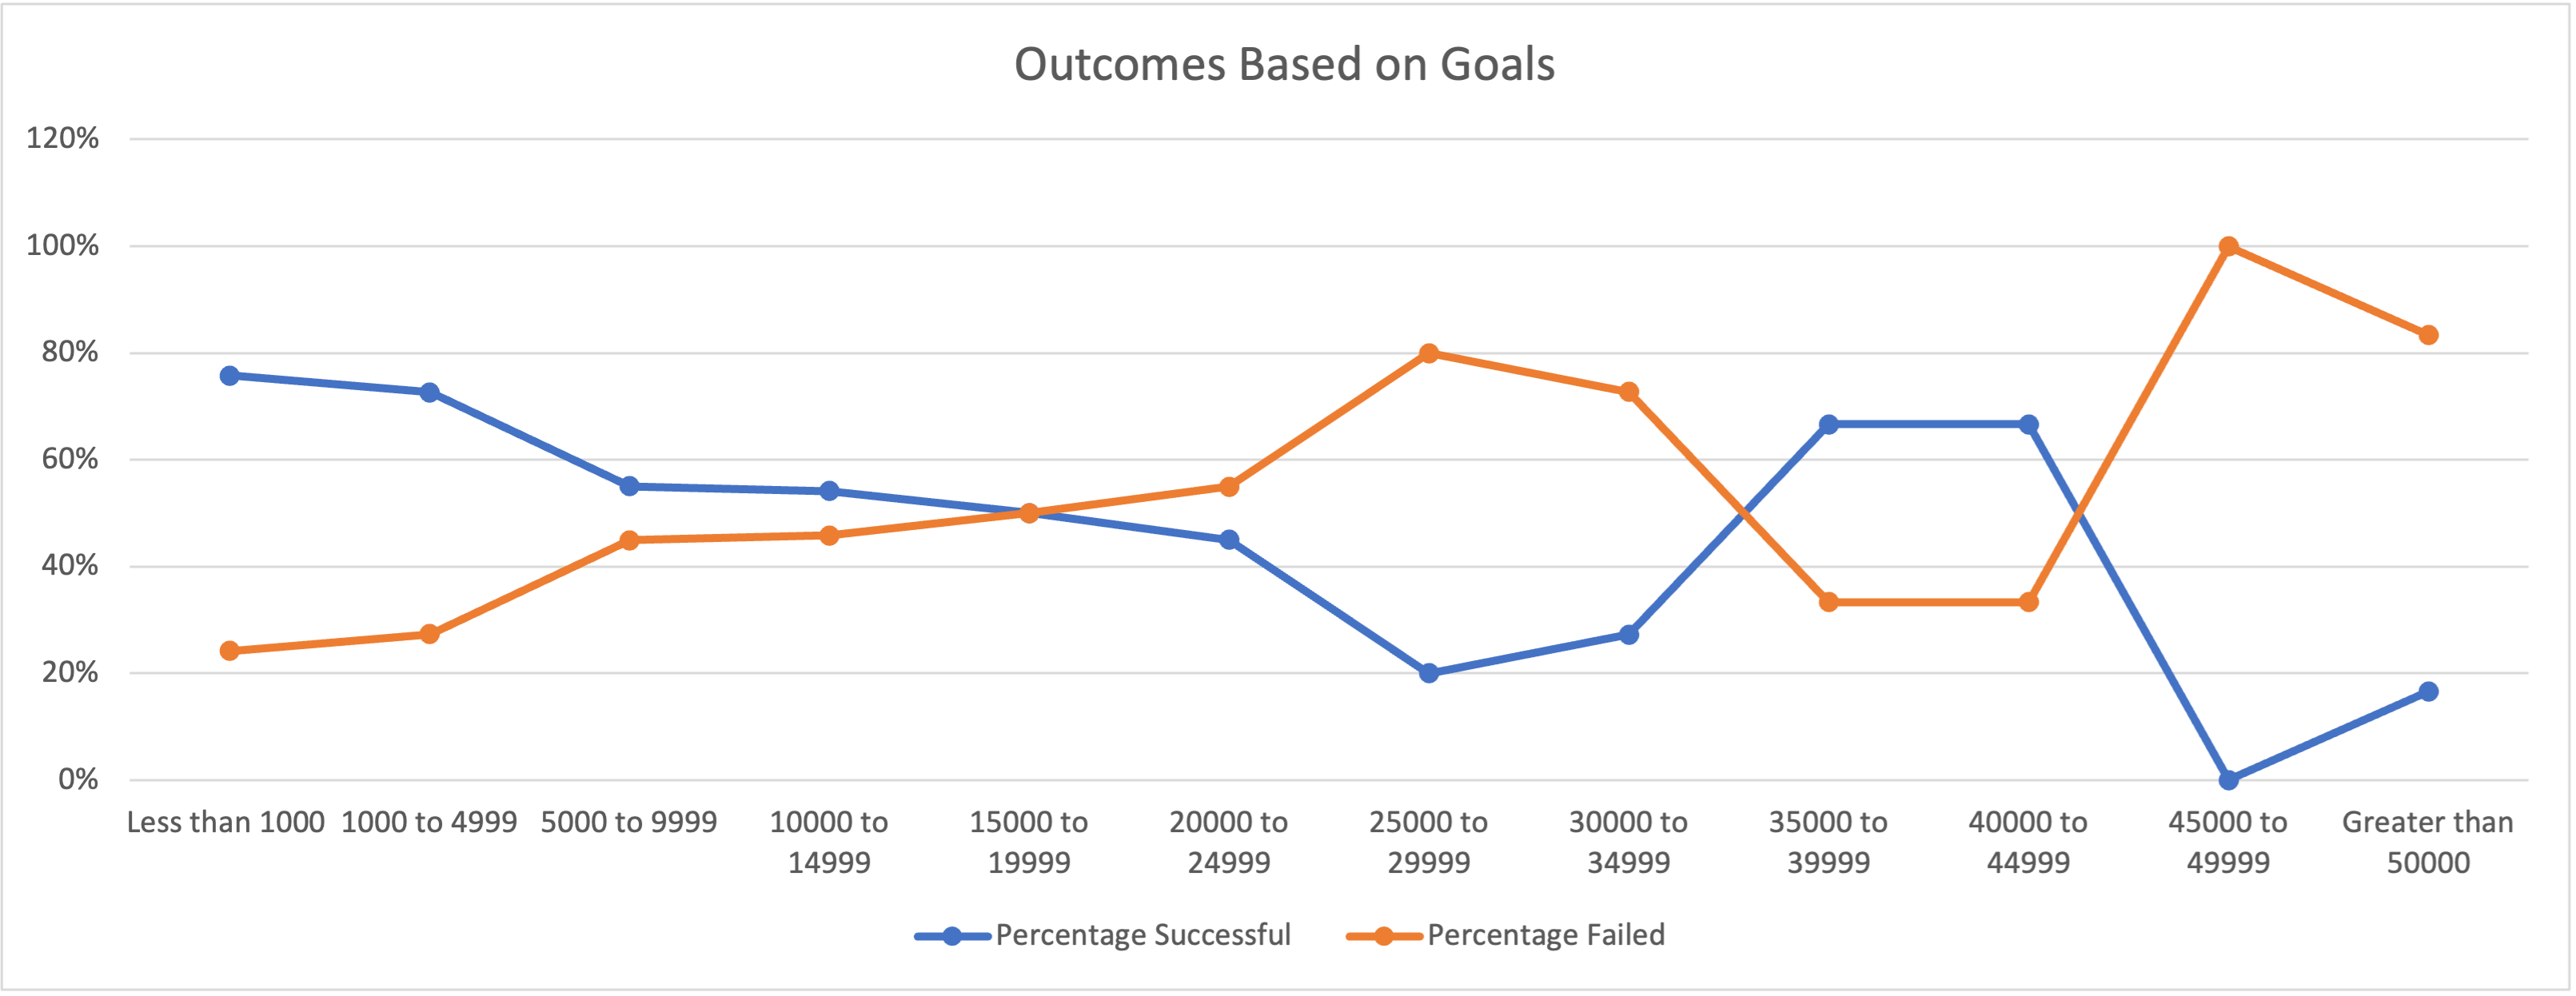 Outcomes Based on Goals
120%
100%
80%
60%
40%
20%
0%
Less than 1000 1000 to 4999 5000 to 9999 10000 to 15000 to 20000 to 25000 to 30000 to 35000 to 40000 to 45000 to Greater than
14999 19999 24999 29999 34999 39999 44999 49999 50000
Percentage Successful Percentage Failed